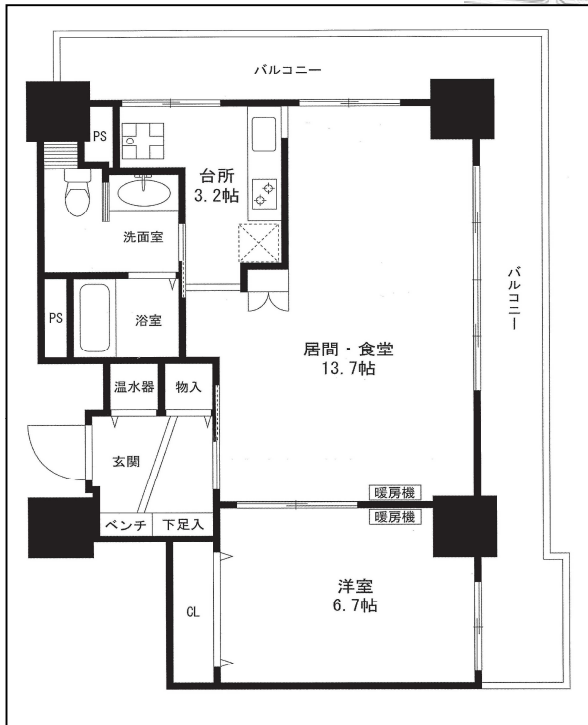 バルコニー
PS
台所
3.2帖
洗面室
バルコニー
PS
浴室
居間・食堂
13.7帖
温水器
物入
玄関
暖房機
暖房機
ベンチ
下足入
洋室
6.7帖
CL